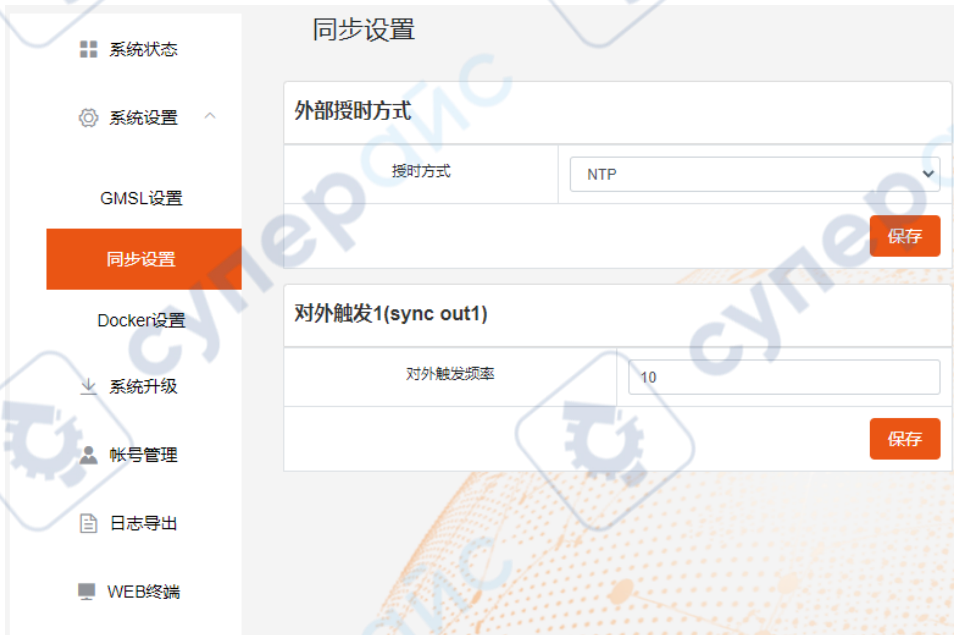 系统状态
系统设置
GMSL设置
同步设置
Docker设置
系统升级
帐号管理
日志导出
WEB终端
同步设置
外部授时方式
授时方式
NTP
保存
对外触发1(sync out1)
对外触发频率
10
保存
суперайс
суперайс